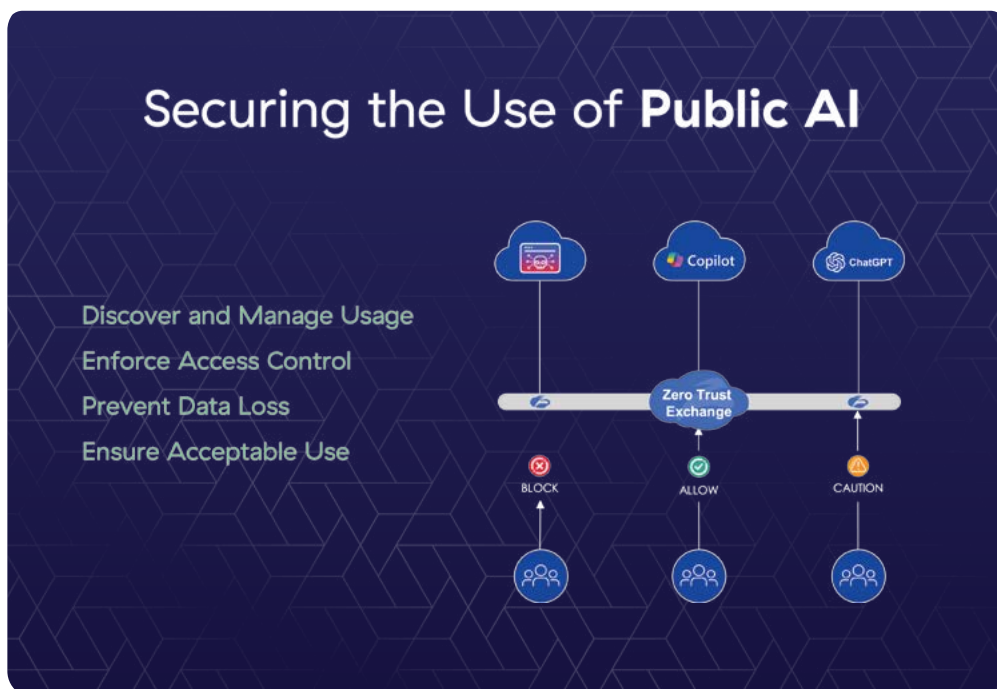 Securing the Use of Public AI
Copilot
ChatGPT
Discover and Manage Usage
Enforce Access Control
Prevent Data Loss
Ensure Acceptable Use
Zero Trust
Exchange
BLOCK
ALLOW
CAUTION